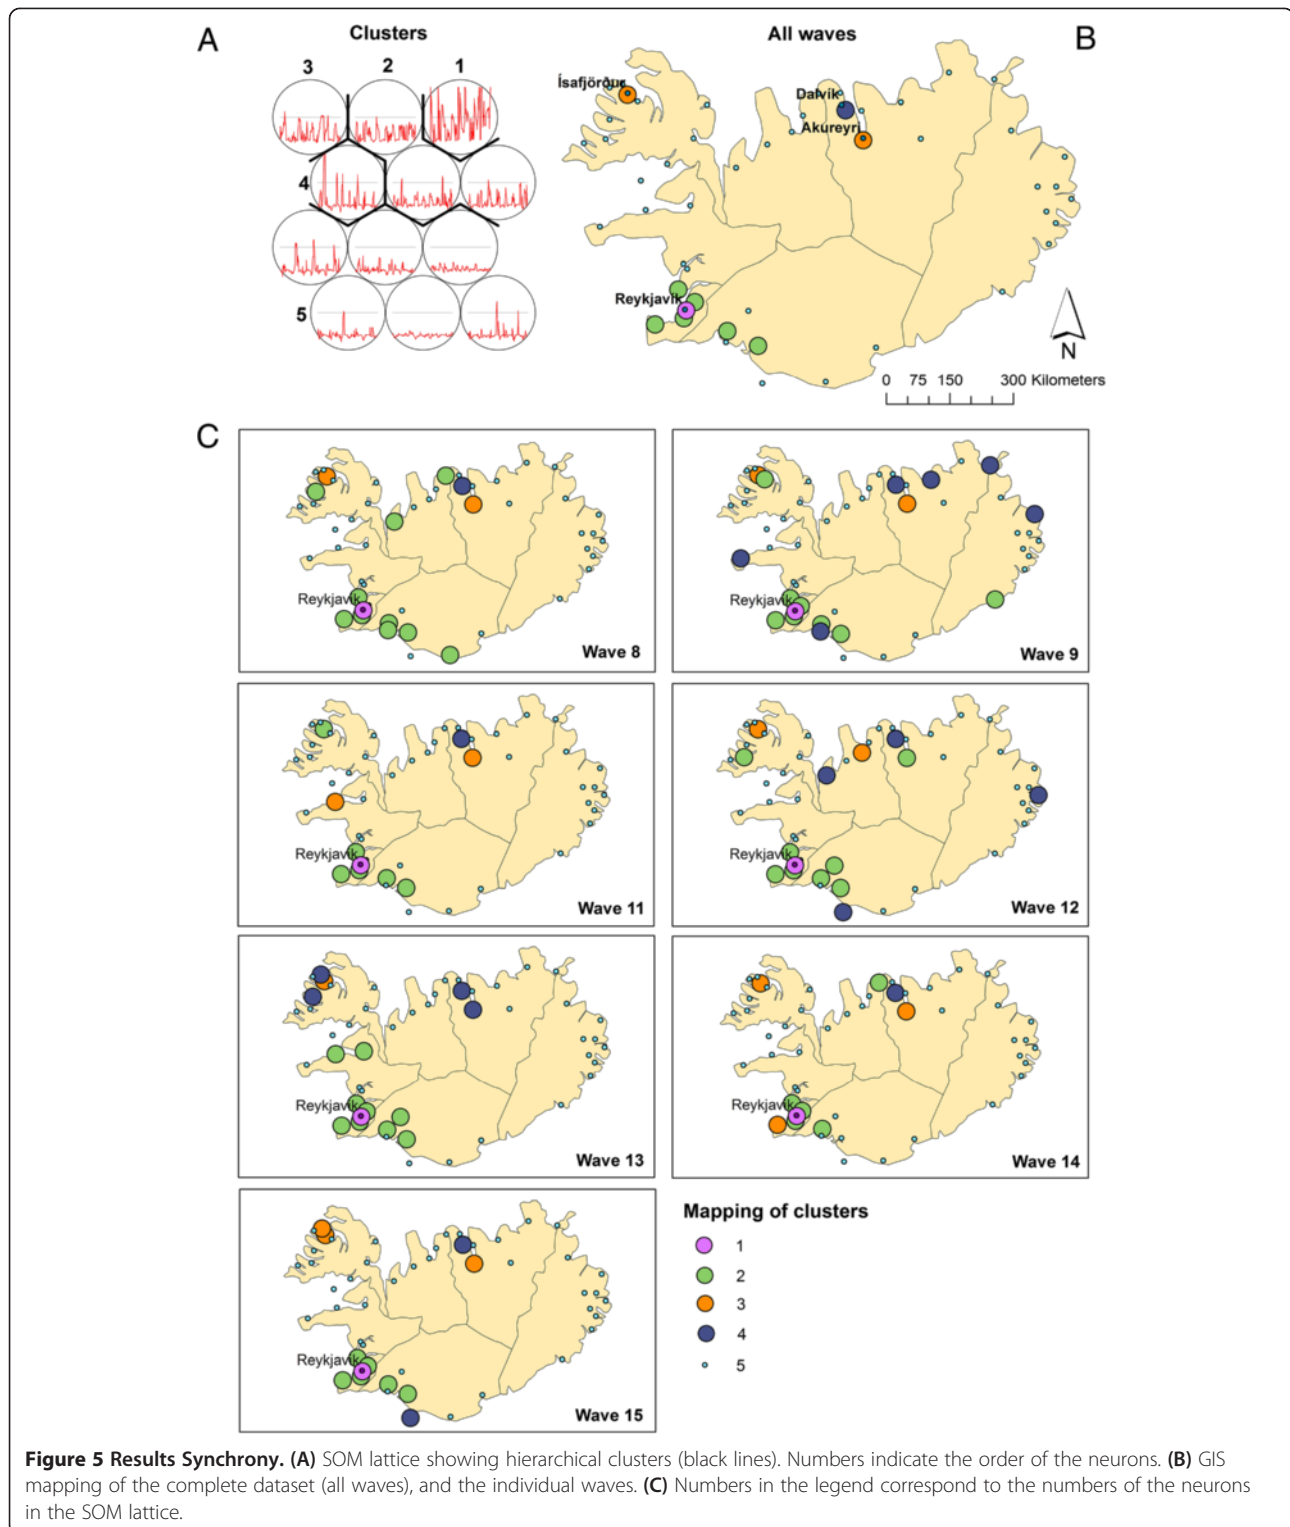 A
Clusters
3 2 1
4
5
All waves
B
Ísafjörður
Dalvík
Akureyri
Reykjavík
N
0 75 150 300 Kilometers
C
Reykjavík
Wave 8
Reykjavík
Wave 9
Reykjavík
Wave 11
Reykjavík
Wave 12
Reykjavík
Wave 13
Reykjavík
Wave 14
Reykjavík
Wave 15
Mapping of clusters
1
2
3
4
5
Figure 5 Results Synchrony. (A) SOM lattice showing hierarchical clusters (black lines). Numbers indicate the order of the neurons. (B) GIS
mapping of the complete dataset (all waves), and the individual waves. (C) Numbers in the legend correspond to the numbers of the neurons
in the SOM lattice.